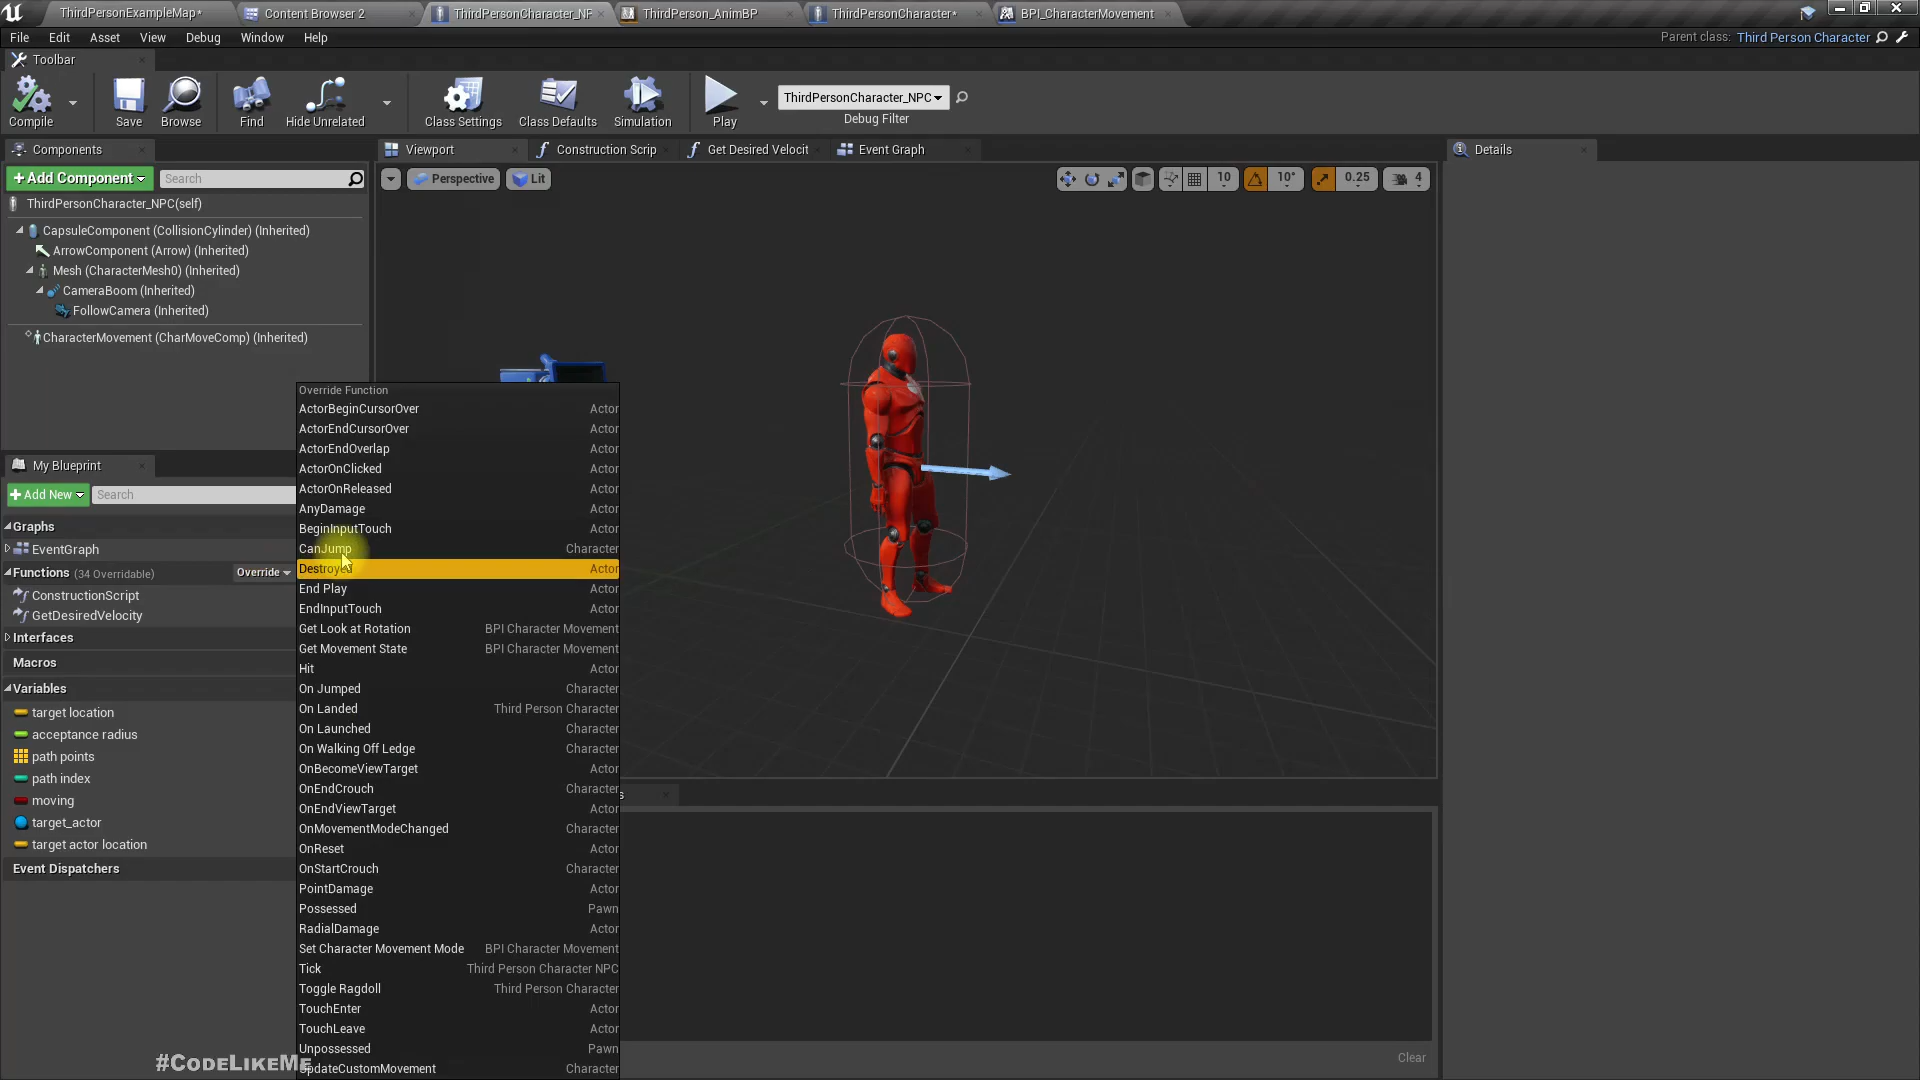 ThirdPersonExampleMap*
Content Browser 2
ThirdPersonCharacter_NP
ThirdPerson_AnimBP
ThirdPersonCharacter*
BPI_CharacterMovement
File Edit Asset View Debug Window Help
Parent class: Third Person Character
Toolbar
Compile
Save
Browse
Find
Hide Unrelated
Class Settings
Class Defaults
Simulation
Play
ThirdPersonCharacter_NPC
Debug Filter
Components
Viewport
Construction Scrip
Get Desired Velocit
Event Graph
Details
+ Add Component
Search
Perspective
Lit
10
10°
0.25
4
ThirdPersonCharacter_NPC(self)
CapsuleComponent (CollisionCylinder) (Inherited)
ArrowComponent (Arrow) (Inherited)
Mesh (CharacterMesh0) (Inherited)
CameraBoom (Inherited)
FollowCamera (Inherited)
CharacterMovement (CharMoveComp) (Inherited)
My Blueprint
+ Add New
Search
Graphs
EventGraph
Functions (34 Overridable)
Override
ConstructionScript
GetDesiredVelocity
Interfaces
Macros
Variables
target location
acceptance radius
path points
path index
moving
target_actor
target actor location
Event Dispatchers
Override Function
ActorBeginCursorOver Actor
ActorEndCursorOver Actor
ActorEndOverlap Actor
ActorOnClicked Actor
ActorOnReleased Actor
AnyDamage Actor
BeginInputTouch Actor
CanJump Character
Destroyed Actor
End Play Actor
EndInputTouch Actor
Get Look at Rotation BPI Character Movement
Get Movement State BPI Character Movement
Hit Actor
On Jumped Character
On Landed Third Person Character
On Launched Character
On Walking Off Ledge Character
OnBecomeViewTarget Actor
OnEndCrouch Character
OnEndViewTarget Actor
OnMovementModeChanged Character
OnReset Actor
OnStartCrouch Character
PointDamage Actor
Possessed Pawn
RadialDamage Actor
Set Character Movement Mode BPI Character Movement
Tick Third Person Character NPC
Toggle Ragdoll Third Person Character
TouchEnter Actor
TouchLeave Actor
Unpossessed Pawn
UpdateCustomMovement Character
s
Clear
#CodeLikeMe